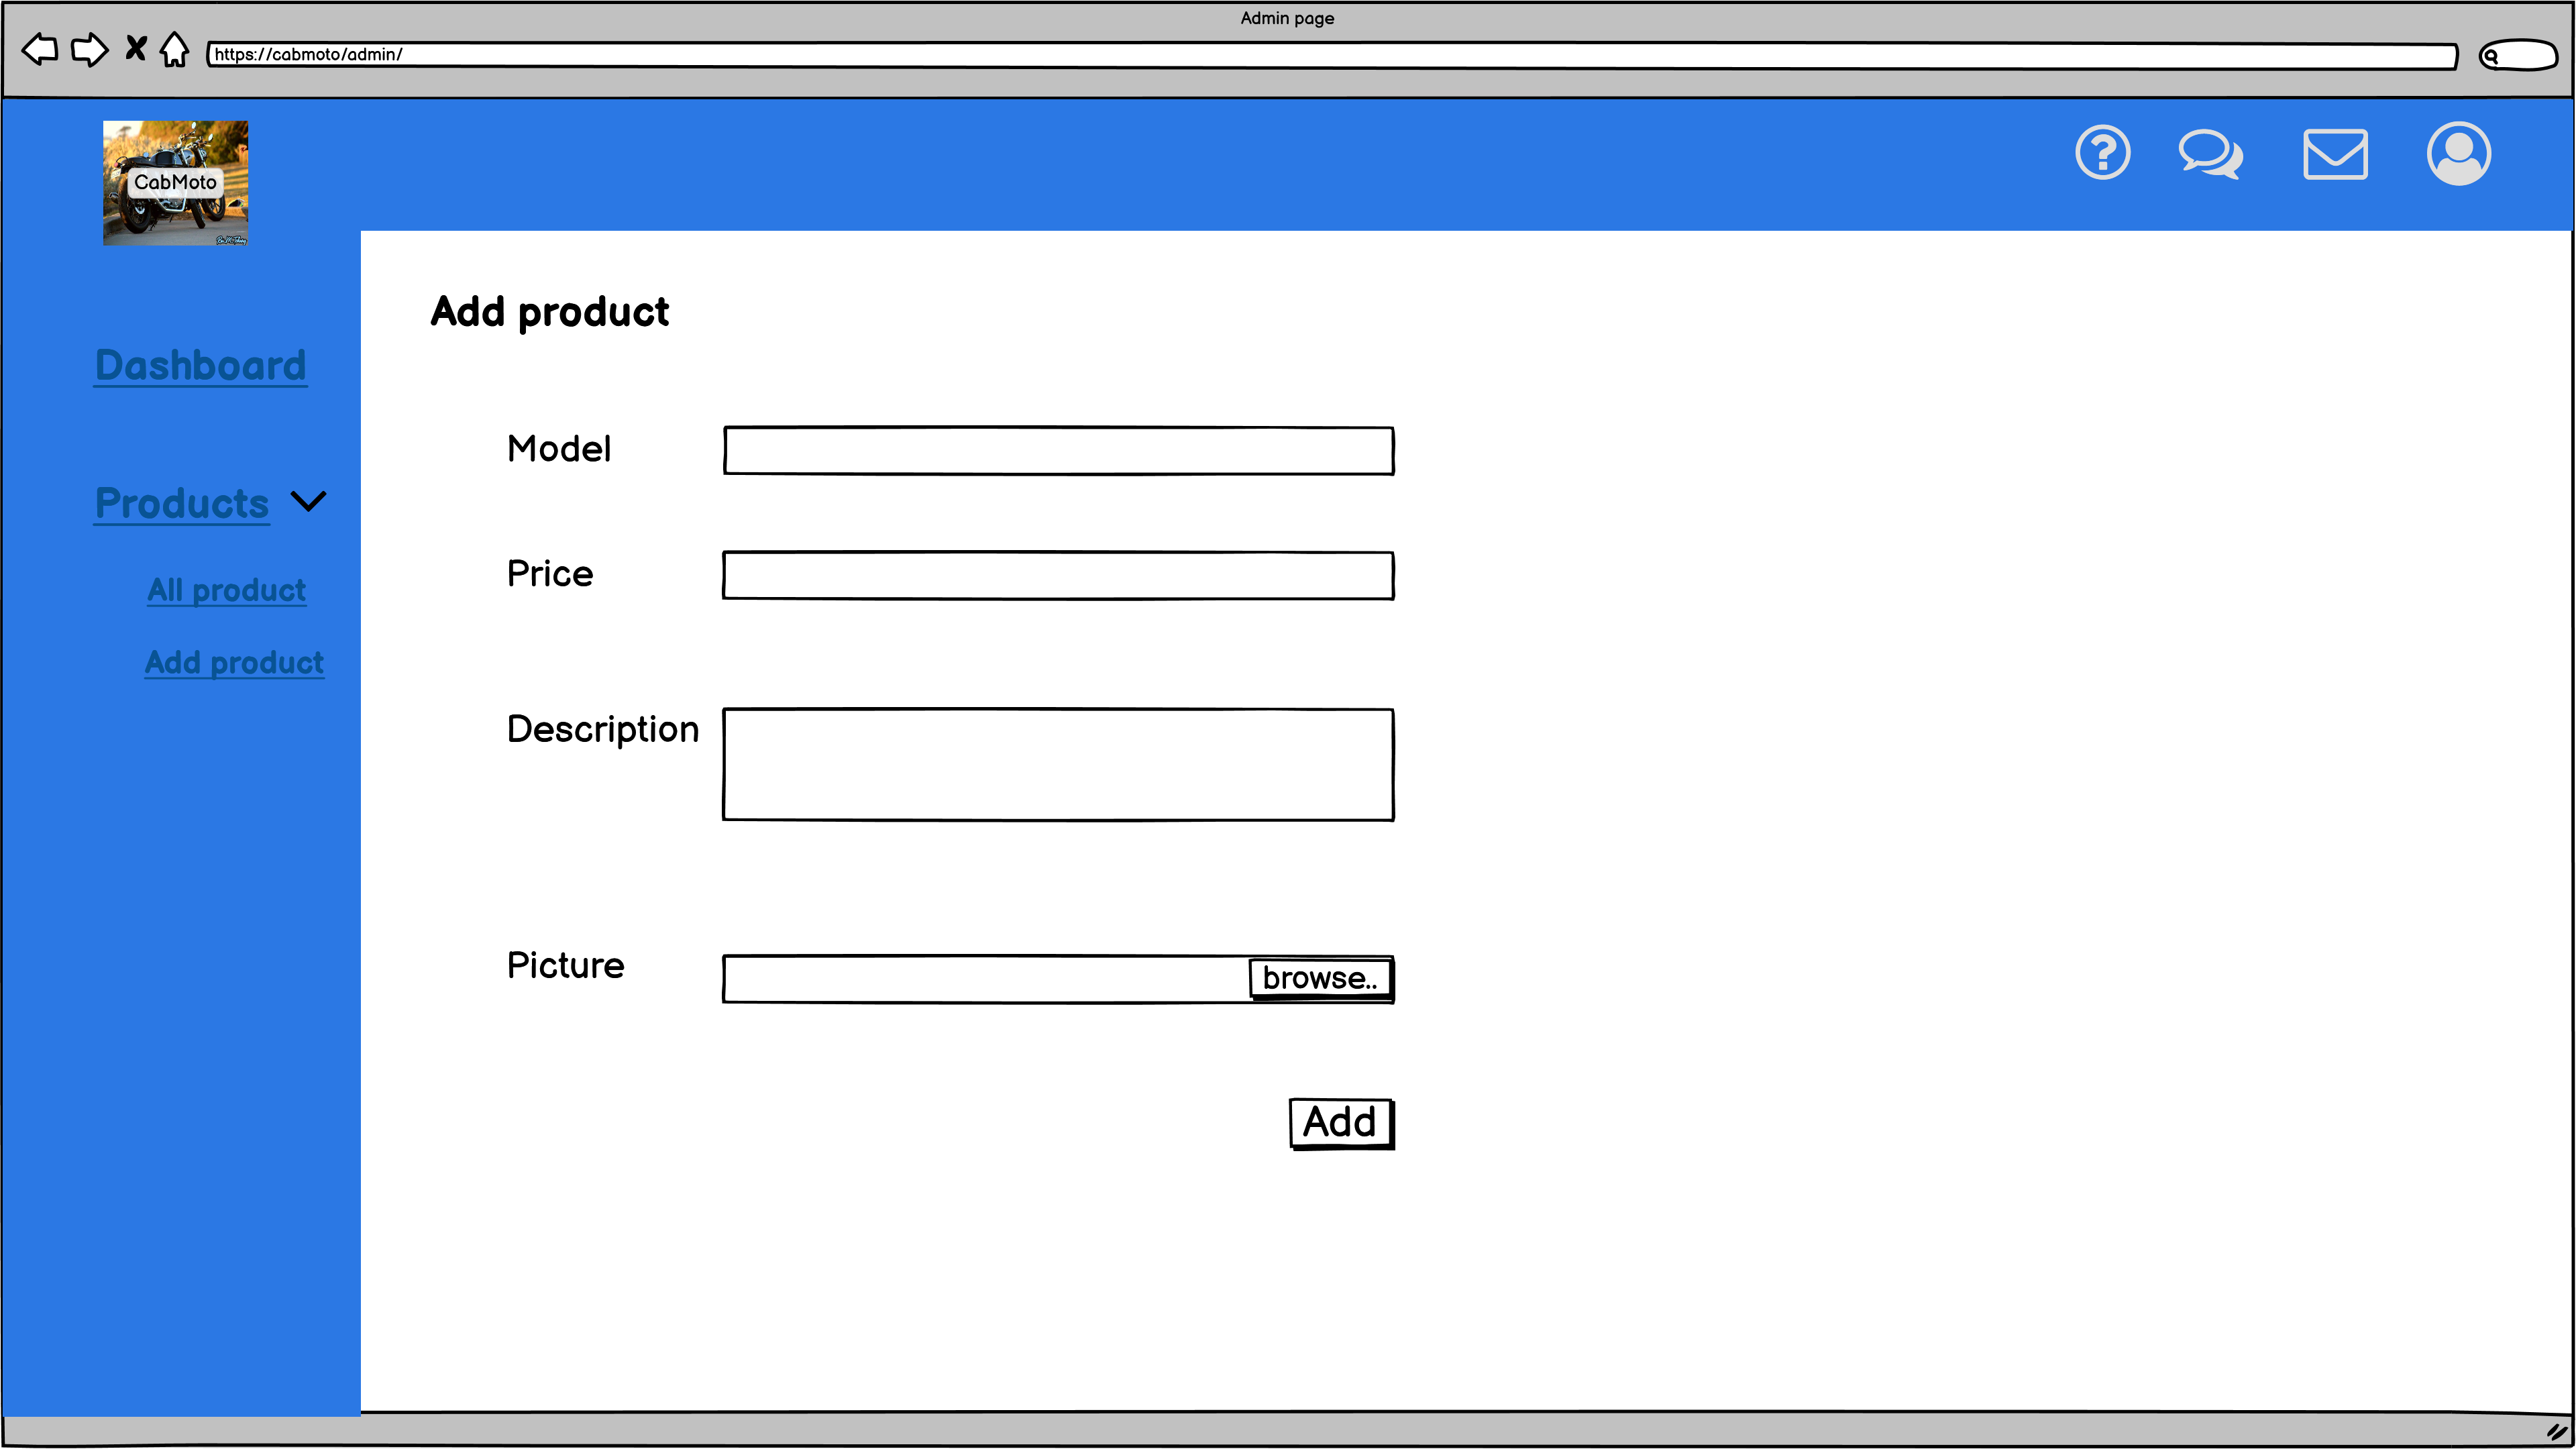 Admin page
https://cabmoto/admin/
CabMoto
Add product
Dashboard
Model
Products
Price
All product
Add product
Description
Picture
browse..
Add